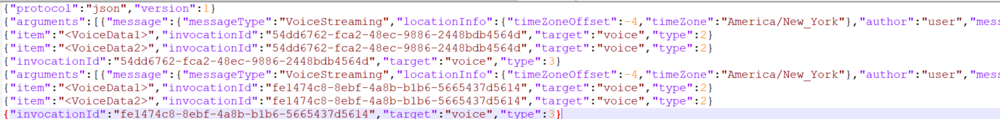 {"protocol":"json","version":1}
{"arguments":[{"message":{"messageType":"VoiceStreaming","locationInfo":{"timeZoneOffset":-4,"timeZone":"America/New_York"},"author":"user","mess
{"item":"<VoiceData1>","invocationId":"54dd6762-fca2-48ec-9886-2448bdb4564d","target":"voice","type":2}
{"item":"<VoiceData2>","invocationId":"54dd6762-fca2-48ec-9886-2448bdb4564d","target":"voice","type":2}
{"invocationId":"54dd6762-fca2-48ec-9886-2448bdb4564d","target":"voice","type":3}
{"arguments":[{"message":{"messageType":"VoiceStreaming","locationInfo":{"timeZoneOffset":-4,"timeZone":"America/New_York"},"author":"user","mess
{"item":"<VoiceData1>","invocationId":"fe1474c8-8ebf-4a8b-b1b6-5665437d5614","target":"voice","type":2}
{"item":"<VoiceData2>","invocationId":"fe1474c8-8ebf-4a8b-b1b6-5665437d5614","target":"voice","type":2}
{"invocationId":"fe1474c8-8ebf-4a8b-b1b6-5665437d5614","target":"voice","type":3}